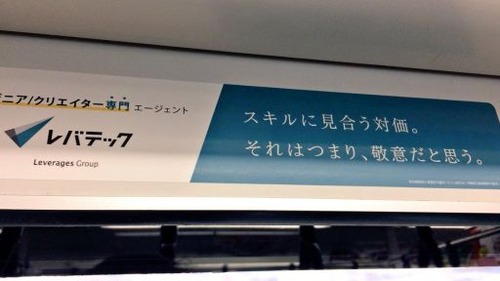 ニア/クリエイター専門 エージェント
レバテック
Leverages Group
スキルに見合う対価。
それはつまり、敬意だと思う。